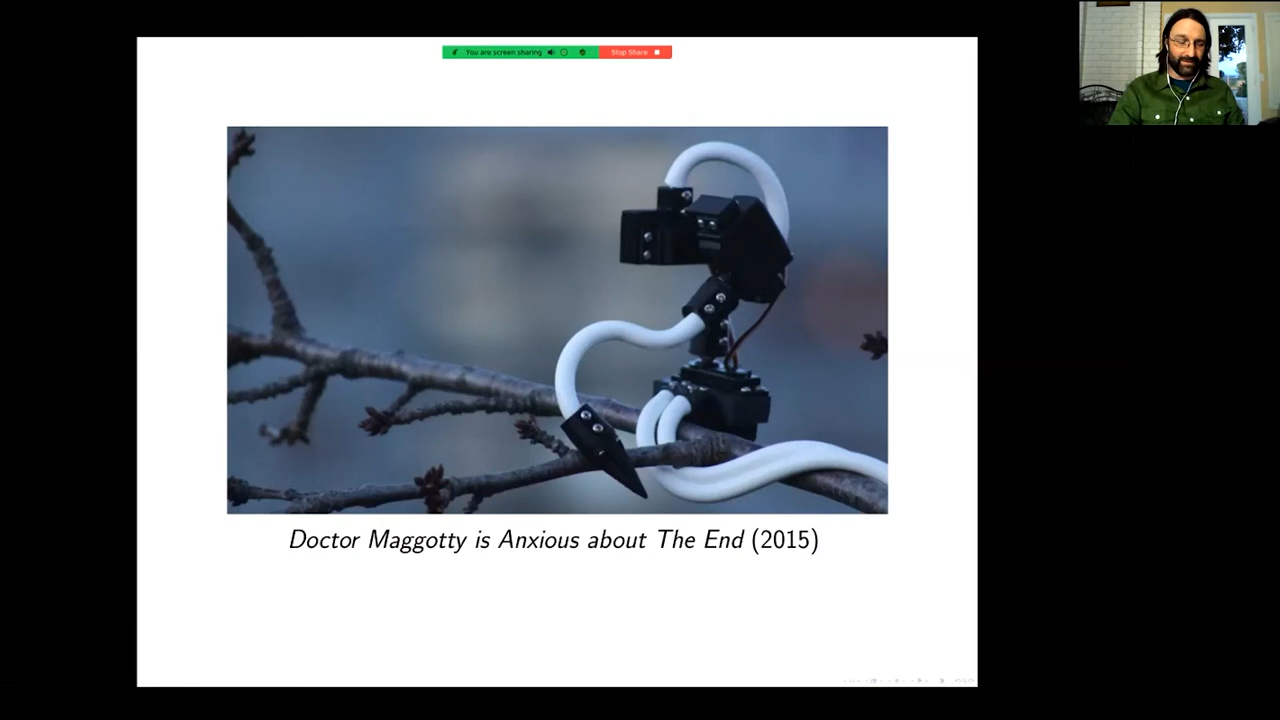 You are screen sharing
Stop Share
Doctor Maggotty is Anxious about The End (2015)